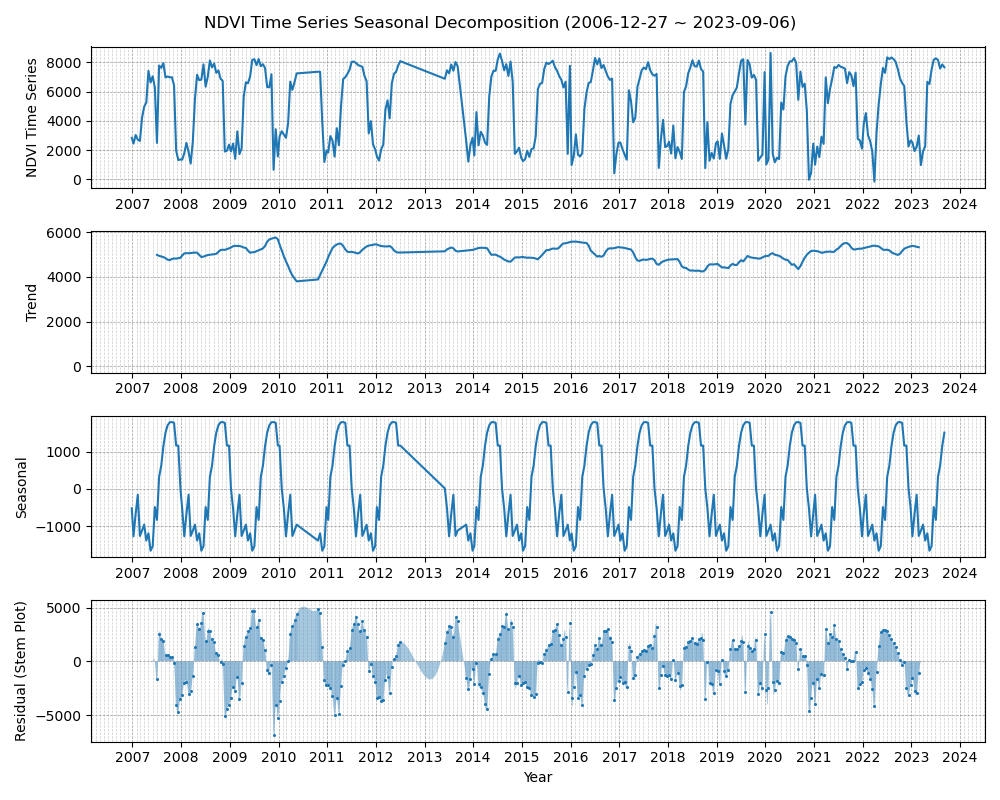 NDVI Time Series Seasonal Decomposition (2006-12-27 ~ 2023-09-06)
NDVI Time Series
8000
6000
4000
2000
0
2007 2008 2009 2010 2011 2012 2013 2014 2015 2016 2017 2018 2019 2020 2021 2022 2023 2024
Trend
6000
4000
2000
0
2007 2008 2009 2010 2011 2012 2013 2014 2015 2016 2017 2018 2019 2020 2021 2022 2023 2024
Seasonal
1000
0
−1000
2007 2008 2009 2010 2011 2012 2013 2014 2015 2016 2017 2018 2019 2020 2021 2022 2023 2024
Residual (Stem Plot)
5000
0
−5000
2007 2008 2009 2010 2011 2012 2013 2014 2015 2016 2017 2018 2019 2020 2021 2022 2023 2024
Year